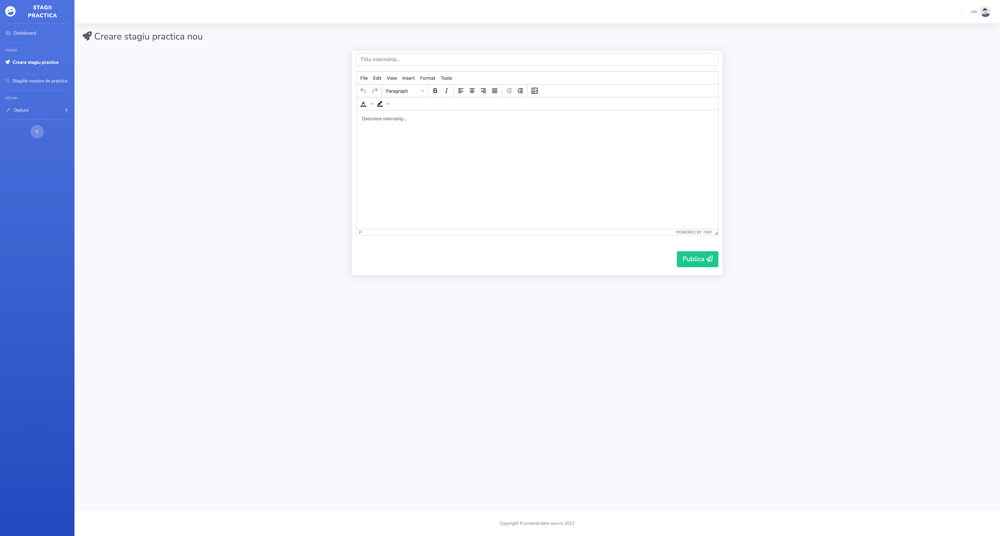 STAGII
PRACTICA
Dashboard
PAGINI
Creare stagiu practica
Stagiile noastre de practica
SETARI
Optiuni
vali
Creare stagiu practica nou
Titlu internship...
File Edit View Insert Format Tools
Paragraph B I
A
Descriere internship...
P POWERED BY TINY
Publica
Copyright © proiecte.data-serv.ro 2021